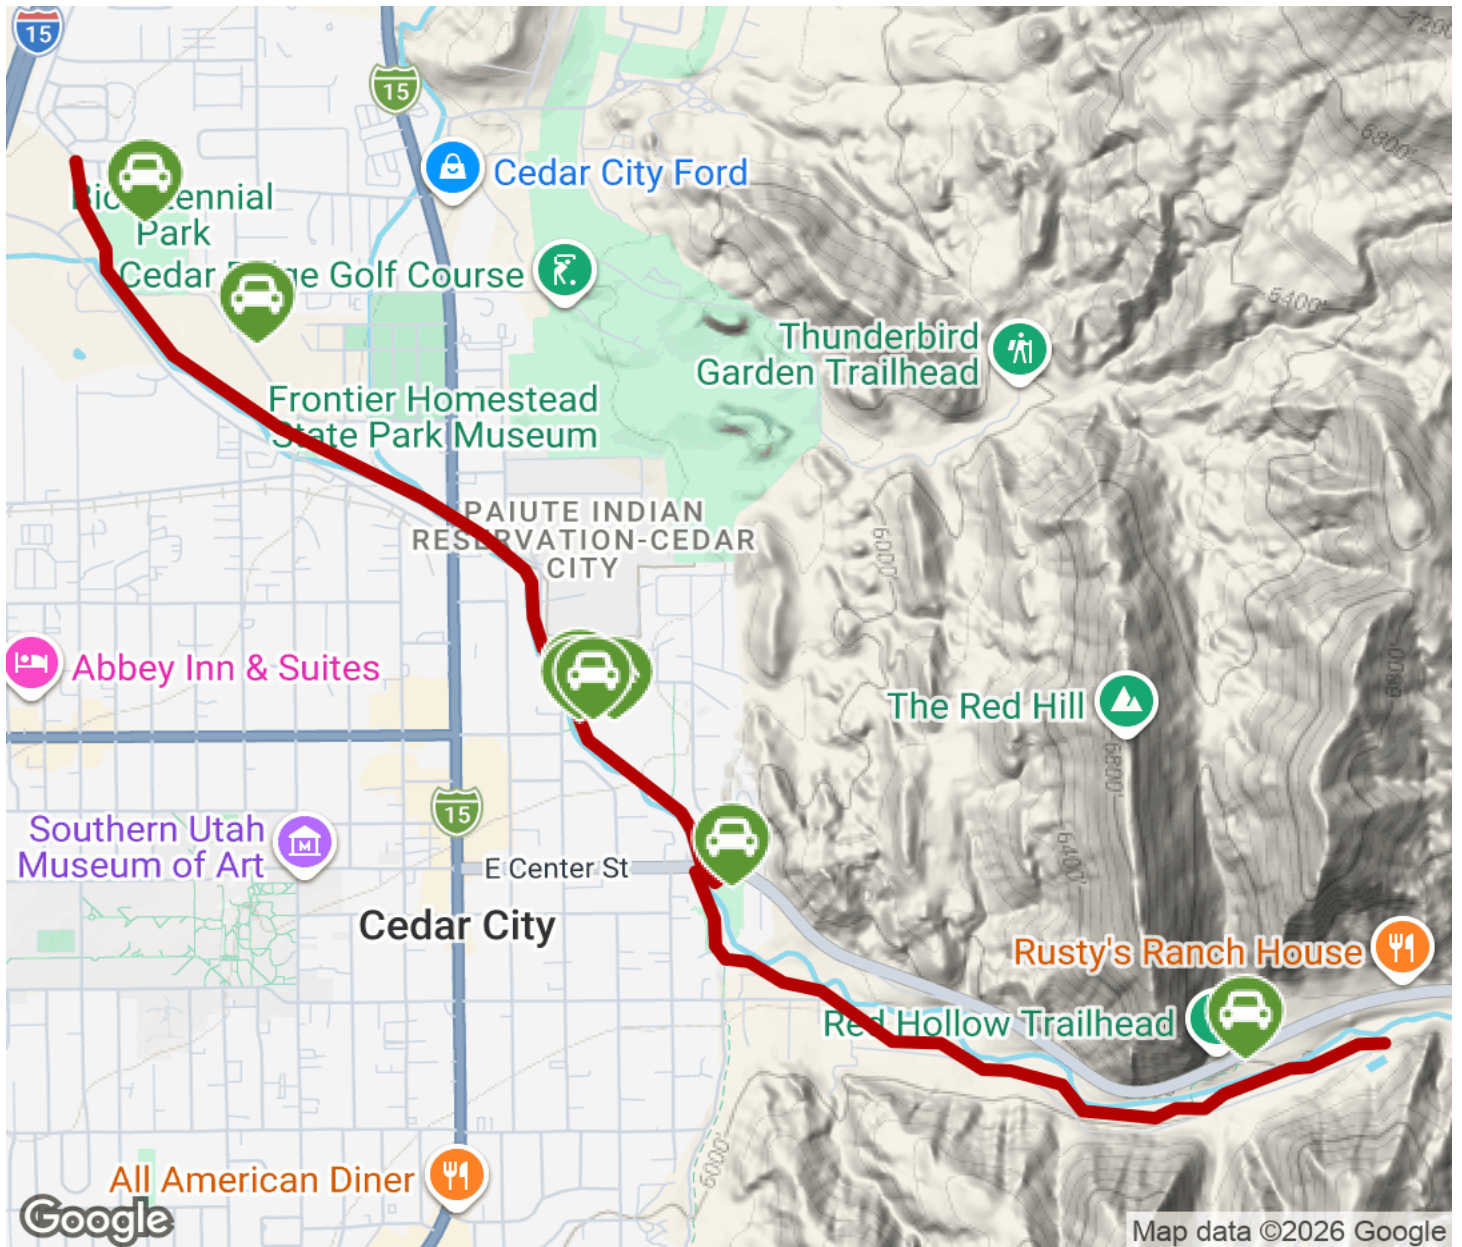 15
7200'
15
6800'
Cedar City Ford
Park
Cedar
Golf Course
5400'
Thunderbird
Garden Trailhead
Frontier Homestead
State Park Museum
PAIUTE INDIAN
RESERVATION-CEDAR
CITY
6000'
Abbey Inn & Suites
The Red Hill
6800'
15
Southern Utah
Museum of Art
6400'
E Center St
Cedar City
Rusty's Ranch House
Red Hollow Trailhead
6000'
All American Diner
Google
Map data ©2026 Google